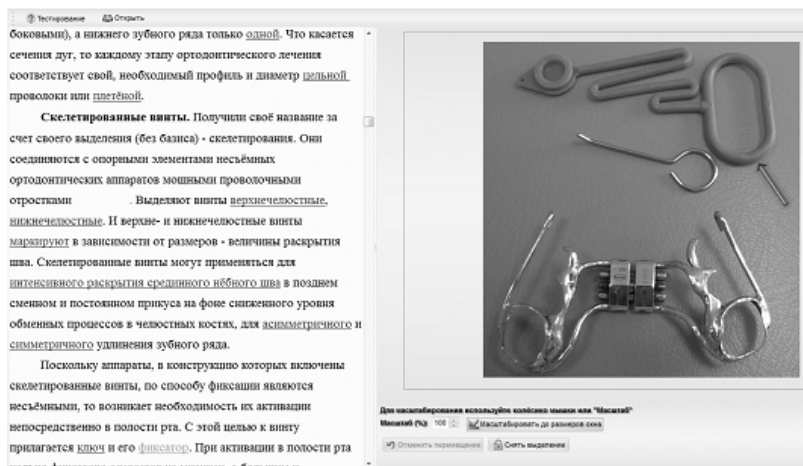 Тестирование Открыть
боковыми), а нижнего зубного ряда только одной. Что касается
сечения дуг, то каждому этапу ортодонтического лечения
соответствует свой, необходимый профиль и диаметр цельной
проволоки или плетёной.
Скелетированные винты. Получили своё название за
счет своего выделения (без базиса) - скелетирования. Они
соединяются с опорными элементами несъёмных
ортодонтических аппаратов мощными проволочными
отростками . Выделяют винты верхнечелюстные,
нижнечелюстные. И верхне- и нижнечелюстные винты
маркируют в зависимости от размеров - величины раскрытия
шва. Скелетированные винты могут применяться для
интенсивного раскрытия срединного нёбного шва в позднем
сменном и постоянном прикуса на фоне сниженного уровня
обменных процессов в челюстных костях, для асимметричного и
симметричного удлинения зубного ряда.
Поскольку аппараты, в конструкцию которых включены
скелетированные винты, по способу фиксации являются
несъёмными, то возникает необходимость их активации
непосредственно в полости рта. С этой целью к винту
прилагается ключ и его фиксатор. При активации в полости рта
Для масштабирования используйте колёсико мышки или "Масштаб"
Масштаб (%): 100 Масштабировать до размеров окна
Отменить перемещение Снять выделение